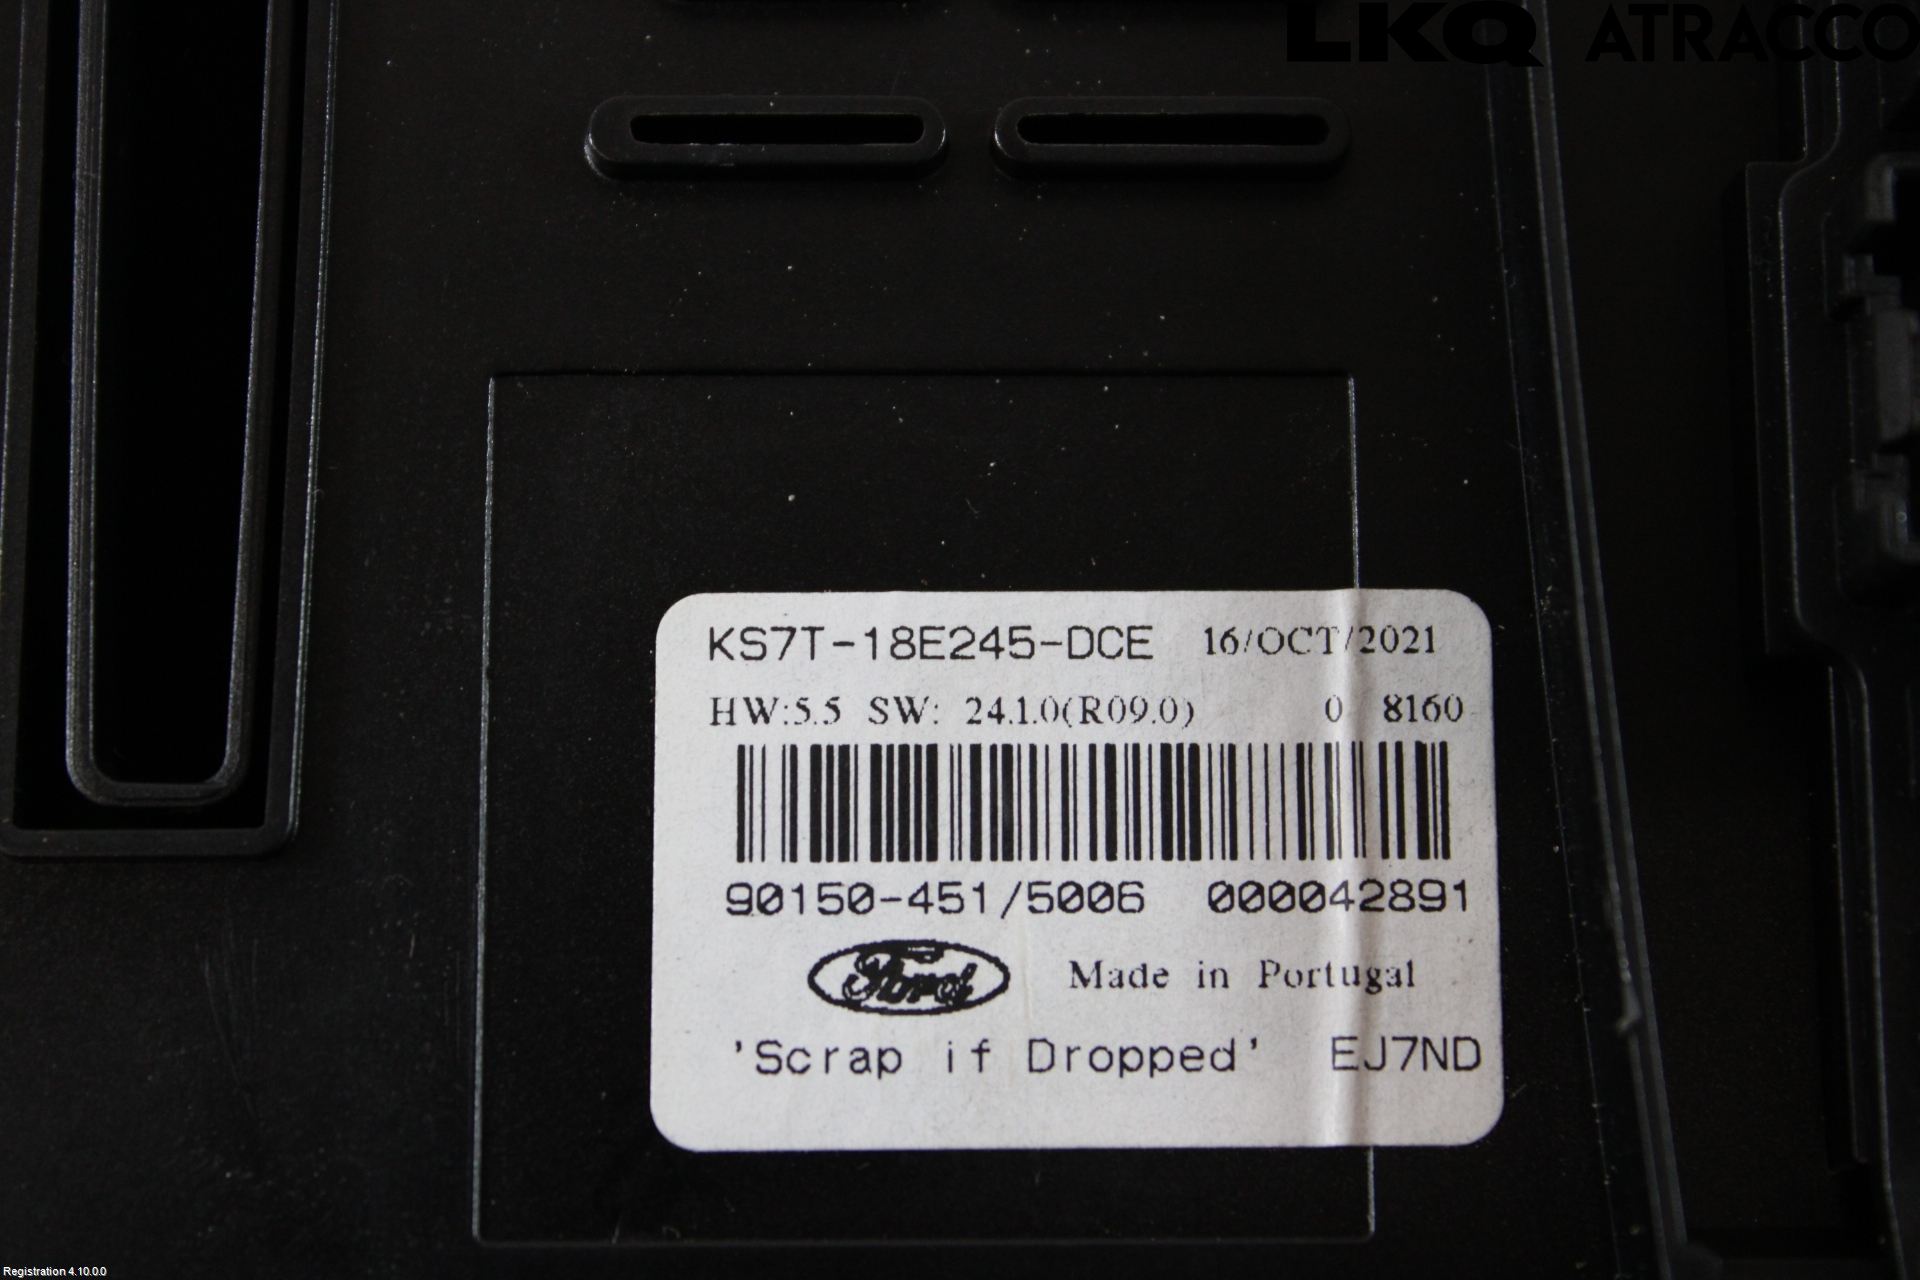 LKQ ATRACCO
KS7T-18E245-DCE 16/OCT/2021
HW:5.5 SW: 24.1.0(R09.0) 0 8160
90150-451/5006 000042891
Ford Made in Portugal
'Scrap if Dropped' EJ7ND
Registration 4.10.0.0